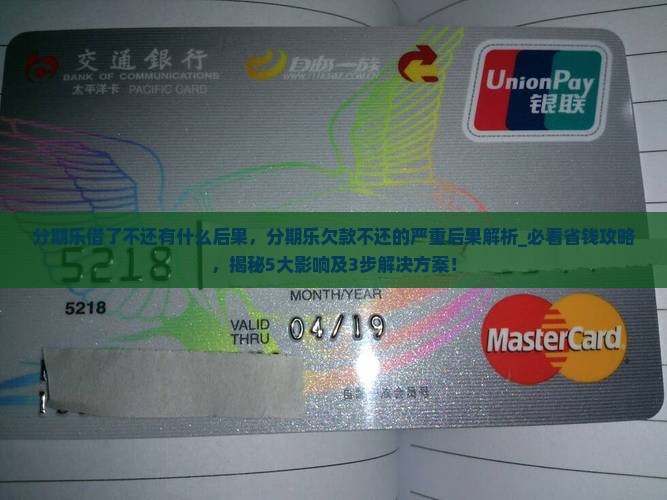 交通銀行
BANK OF COMMUNICATIONS
太平洋卡 PACIFIC CARD
自由一族
UnionPay
银联
分期乐借了不还有什么后果，分期乐欠款不还的严重后果解析_必看省钱攻略
，揭秘5大影响及3步解决方案！
5218
5218
MONTH/YEAR
VALID
THRU
04/19
MasterCard